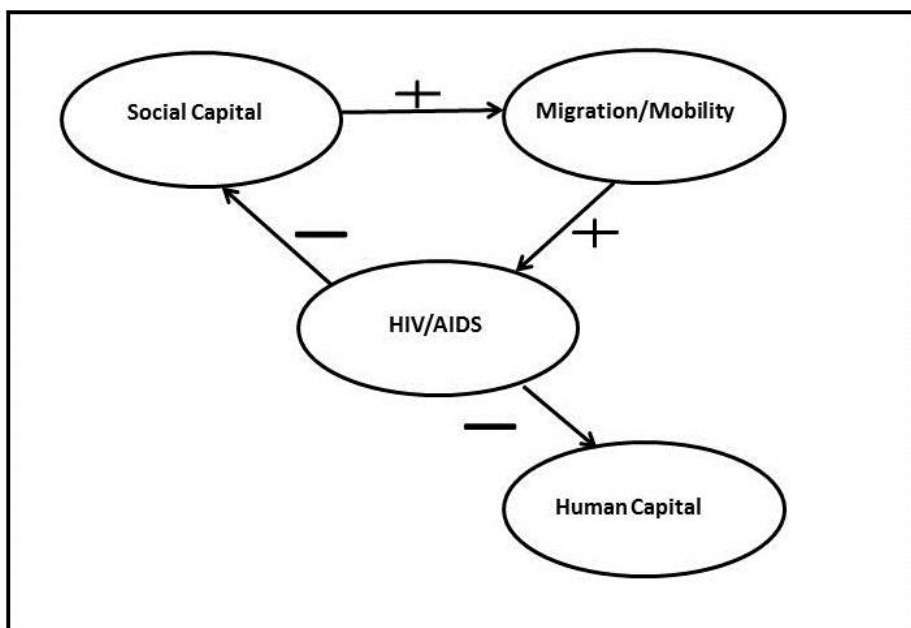 Social Capital
+
Migration/Mobility
—
+
HIV/AIDS
—
Human Capital